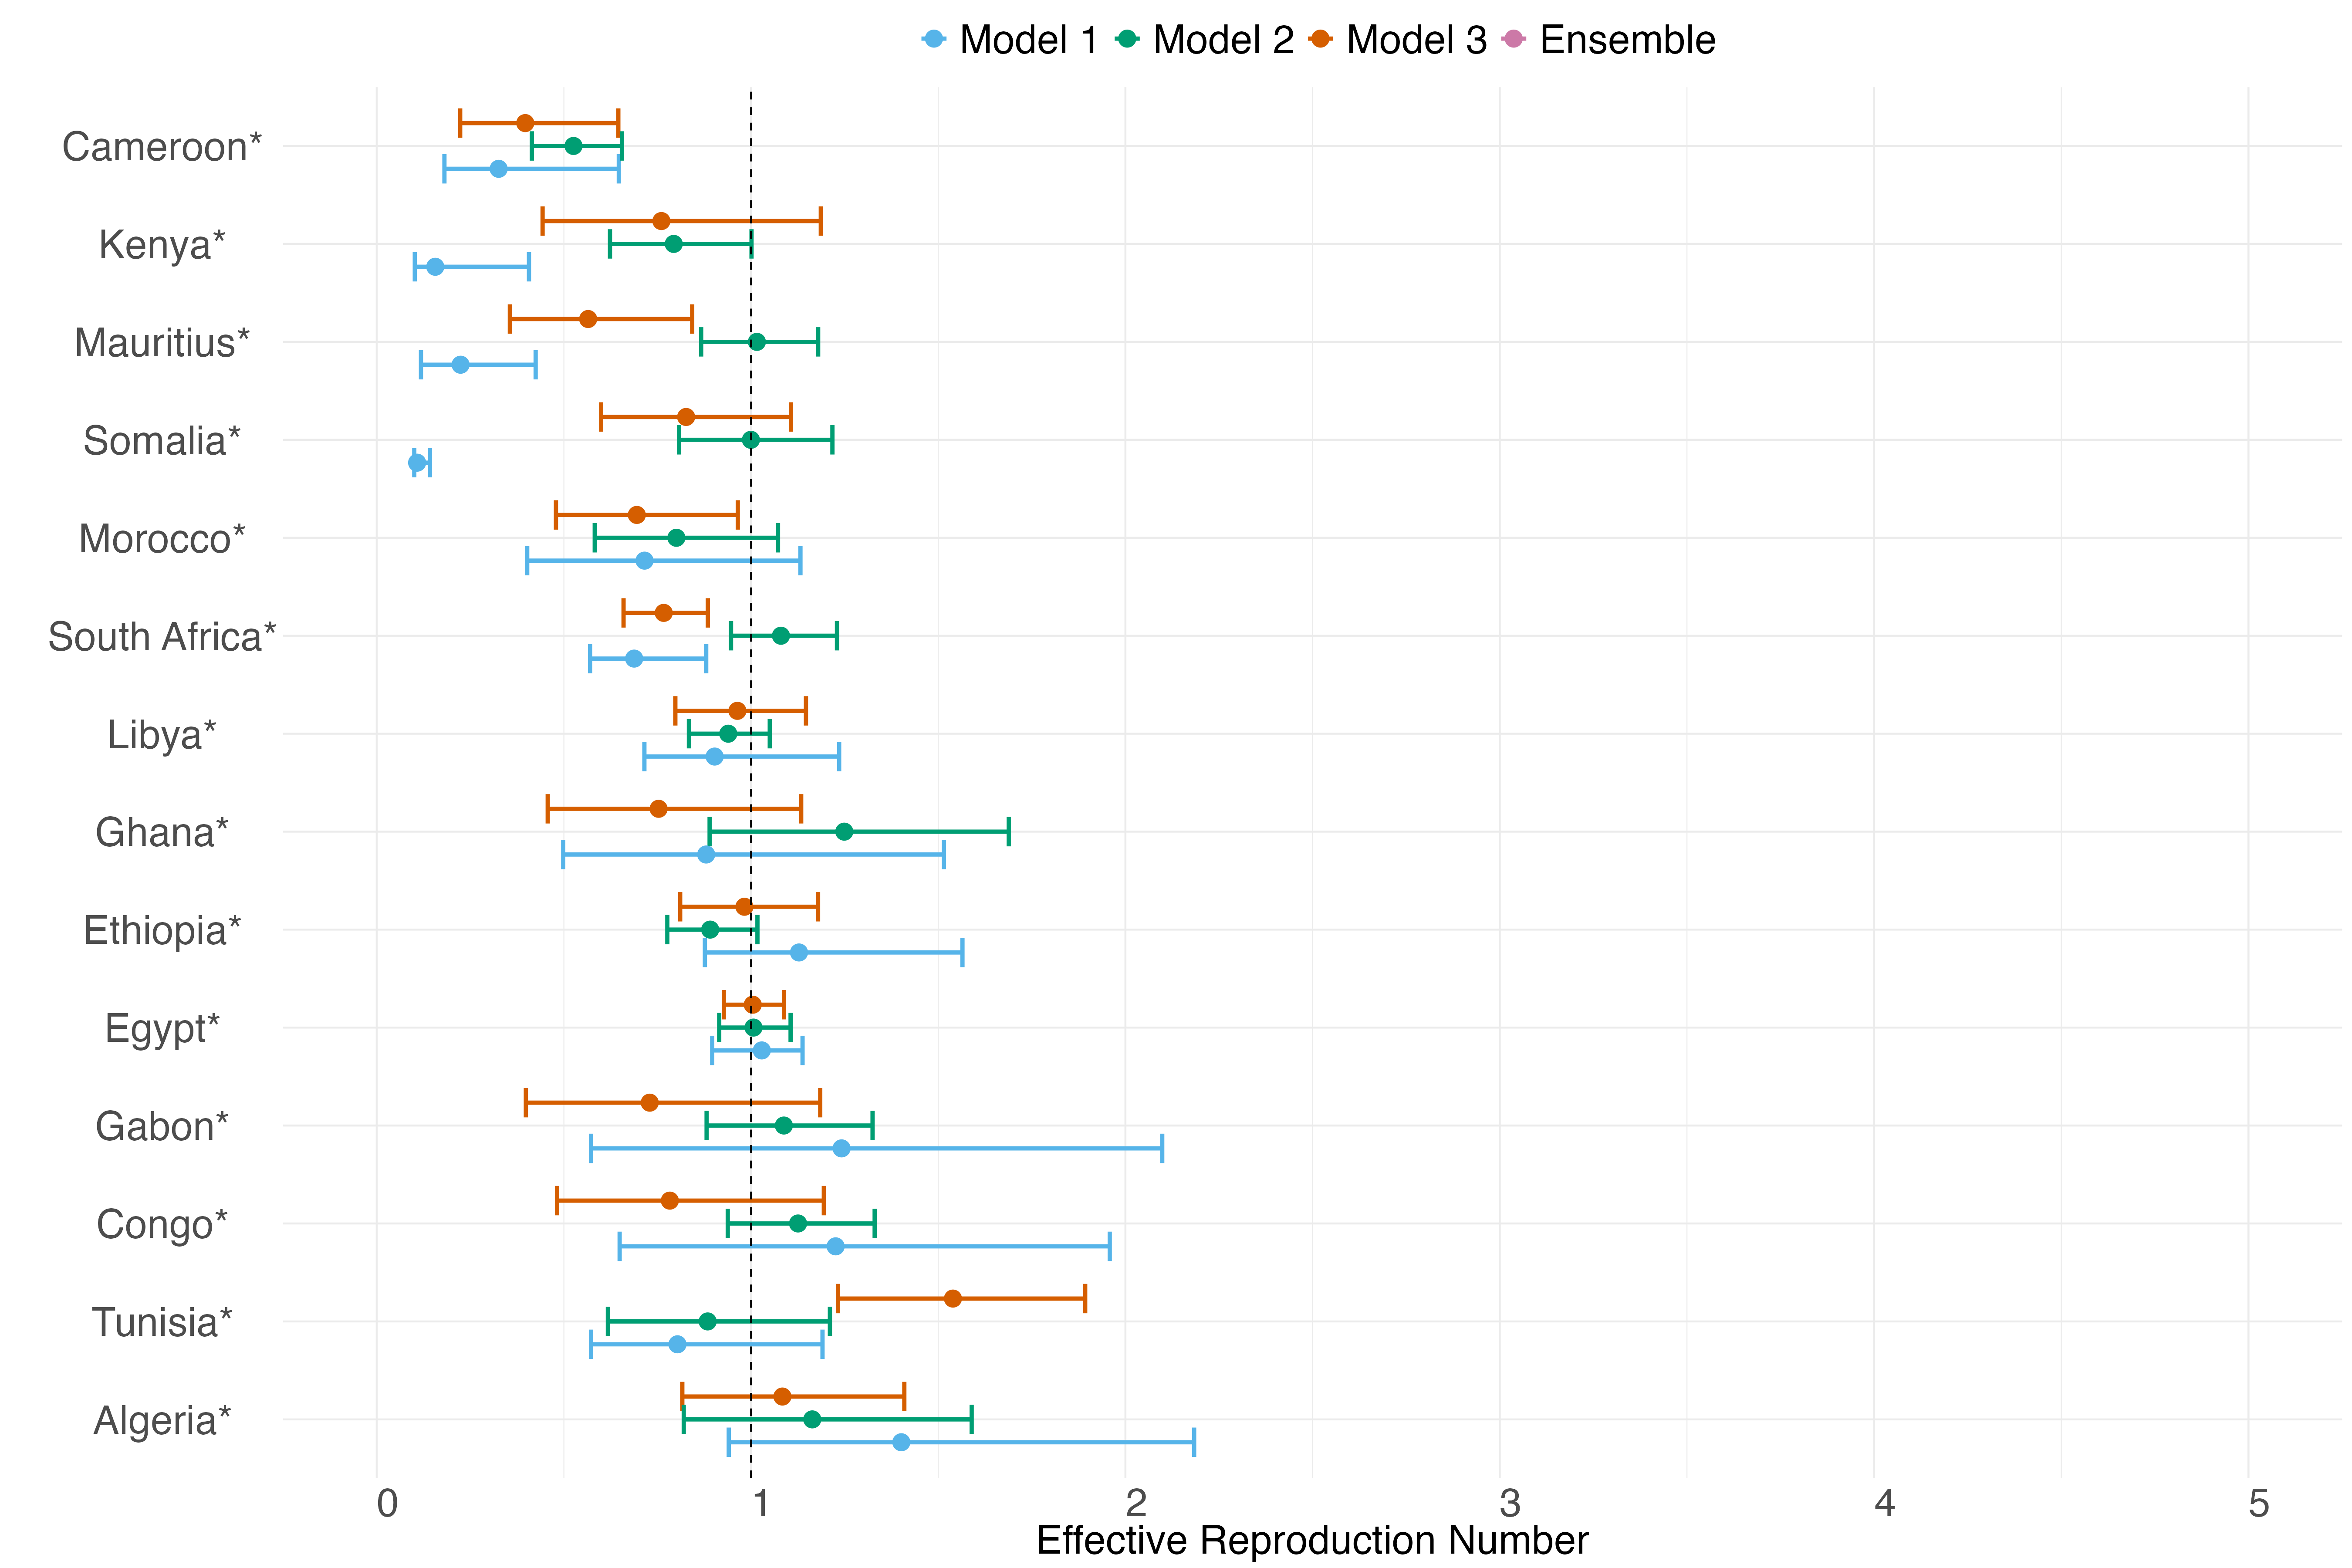 Model 1 Model 2 Model 3 Ensemble
Cameroon*
Kenya*
Mauritius*
Somalia*
Morocco*
South Africa*
Libya*
Ghana*
Ethiopia*
Egypt*
Gabon*
Congo*
Tunisia*
Algeria*
0 1 2 3 4 5
Effective Reproduction Number